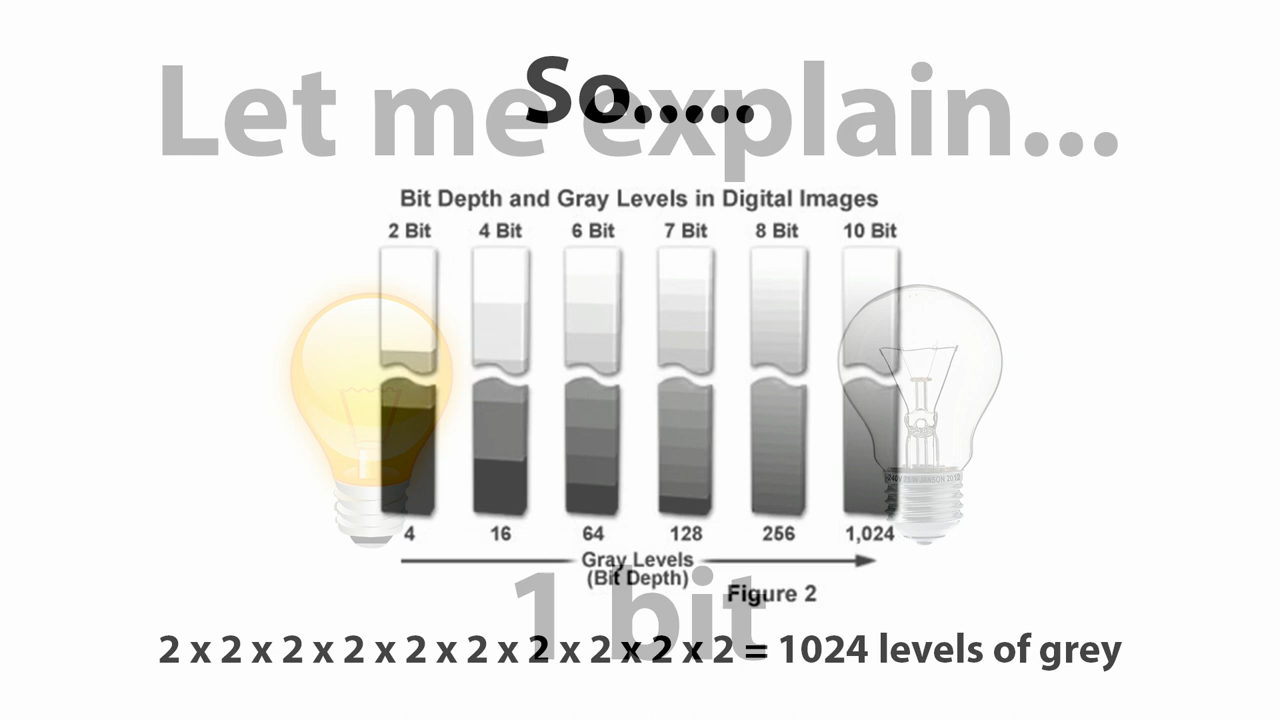 So.....
Let me explain...
Bit Depth and Gray Levels in Digital Images
2 Bit 4 Bit 6 Bit 7 Bit 8 Bit 10 Bit
4 16 64 128 256 1,024
Gray Levels
(Bit Depth)
Figure 2
1 bit
2 x 2 x 2 x 2 x 2 x 2 x 2 x 2 x 2 x 2 = 1024 levels of grey